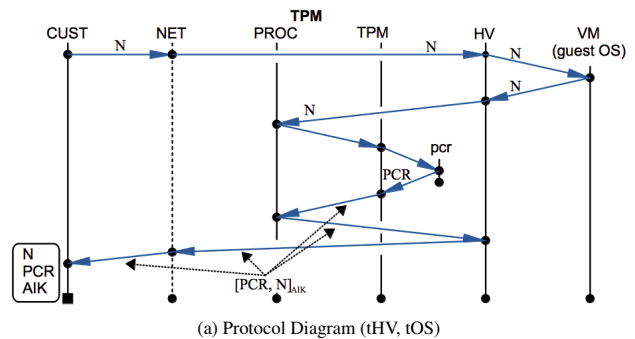 TPM
CUST NET PROC TPM HV VM
(guest OS)
N N N
N N
pcr
PCR
N
PCR
AIK
[PCR, N]AIK
(a) Protocol Diagram (tHV, tOS)